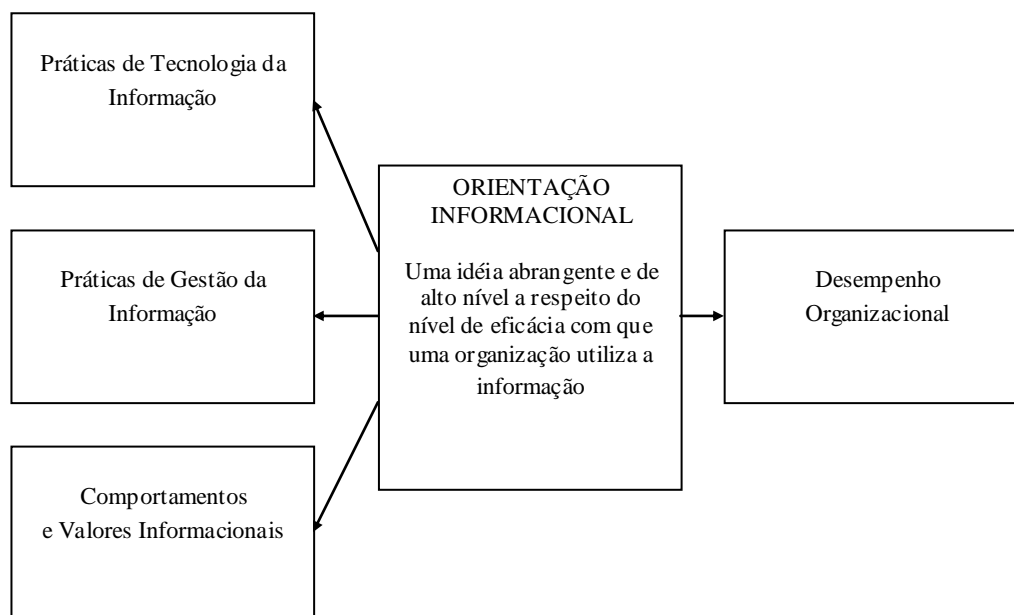 Práticas de Tecnologia da
Informação
Práticas de Gestão da
Informação
Comportamentos
e Valores Informacionais
ORIENTAÇÃO
INFORMACIONAL
Uma idéia abrangente e de
alto nível a respeito do
nível de eficácia com que
uma organização utiliza a
informação
Desempenho
Organizacional